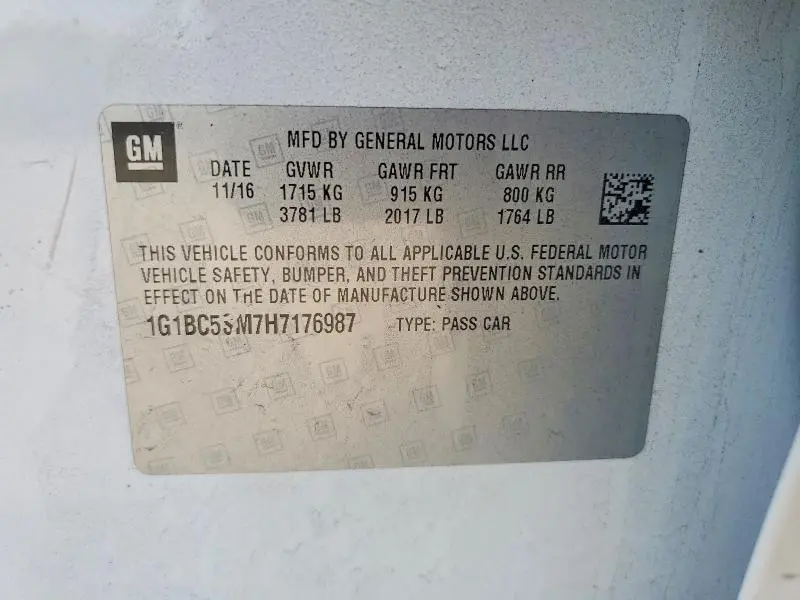 GM
MFD BY GENERAL MOTORS LLC
DATE GVWR GAWR FRT GAWR RR
11/16 1715 KG 915 KG 800 KG
3781 LB 2017 LB 1764 LB
THIS VEHICLE CONFORMS TO ALL APPLICABLE U.S. FEDERAL MOTOR
VEHICLE SAFETY, BUMPER, AND THEFT PREVENTION STANDARDS IN
EFFECT ON THE DATE OF MANUFACTURE SHOWN ABOVE.
1G1BC5SM7H7176987 TYPE: PASS CAR